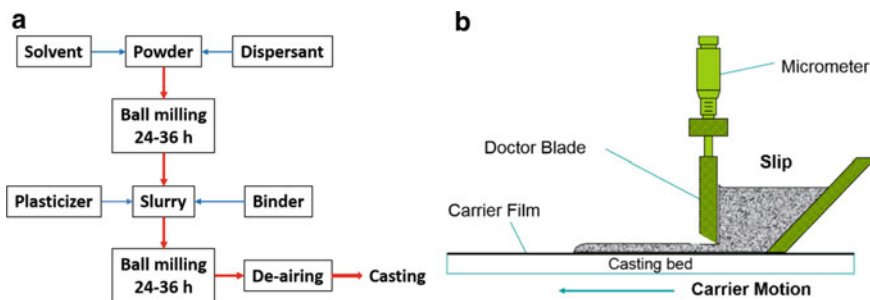 a
Solvent
Powder
Dispersant
Ball milling
24-36 h
Plasticizer
Slurry
Binder
Ball milling
24-36 h
De-airing
Casting
b
Micrometer
Doctor Blade
Slip
Carrier Film
Casting bed
Carrier Motion